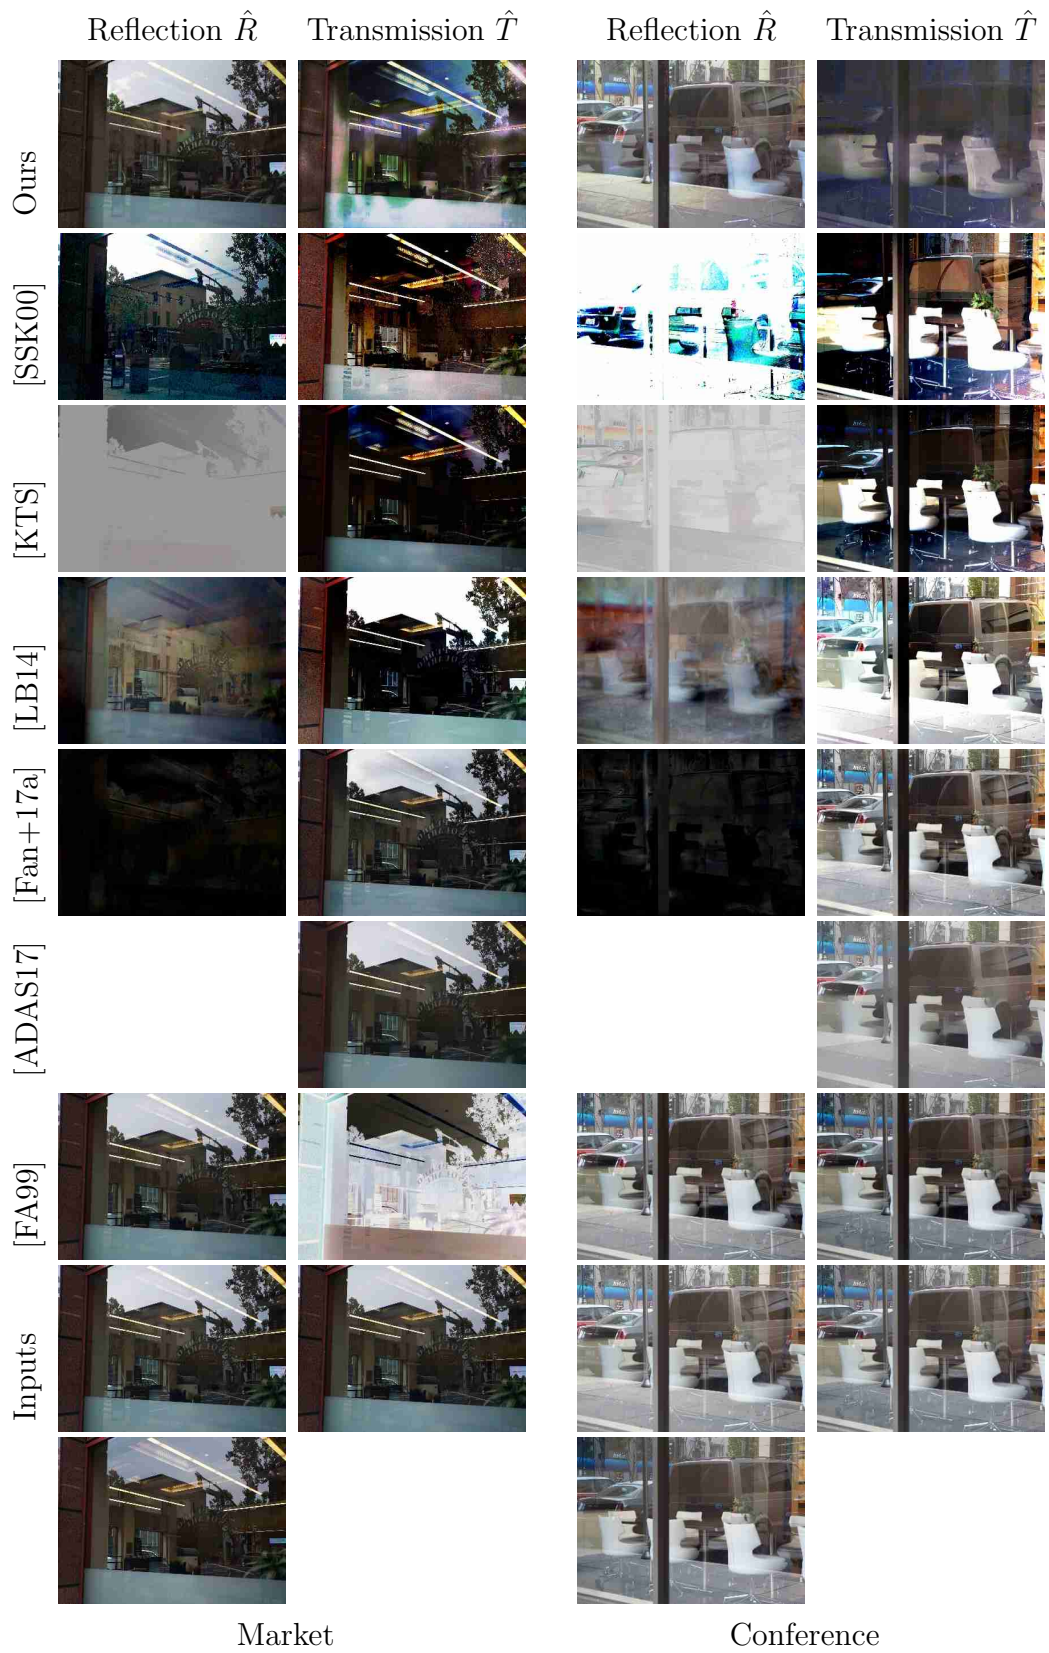 Reflection R̂ Transmission T̂ Reflection R̂ Transmission T̂
Ours
[SSK00]
[KTS]
[LB14]
[Fan+17a]
[ADAS17]
[FA99]
Inputs
Market Conference